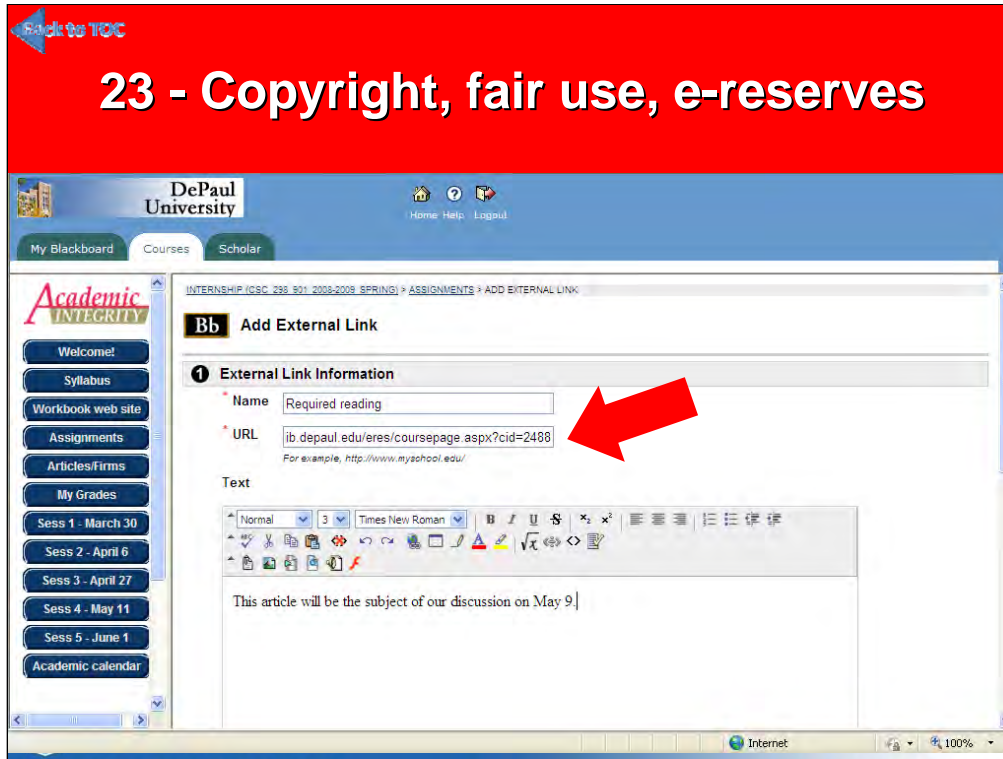 Back to TOC
23 - Copyright, fair use, e-reserves
DePaul
University
Home Help Logout
My Blackboard Courses Scholar
Academic
INTEGRITY
Welcome!
Syllabus
Workbook web site
Assignments
Articles/Firms
My Grades
Sess 1 - March 30
Sess 2 - April 6
Sess 3 - April 27
Sess 4 - May 11
Sess 5 - June 1
Academic calendar
INTERNSHIP (CSC 298 901 2008-2009 SPRING) > ASSIGNMENTS > ADD EXTERNAL LINK
Bb Add External Link
1 External Link Information
* Name Required reading
* URL ib.depaul.edu/eres/coursepage.aspx?cid=2488
For example, http://www.myschool.edu/
Text
Normal 3 Times New Roman B I U S x₂ x²
This article will be the subject of our discussion on May 9.
Internet 100%